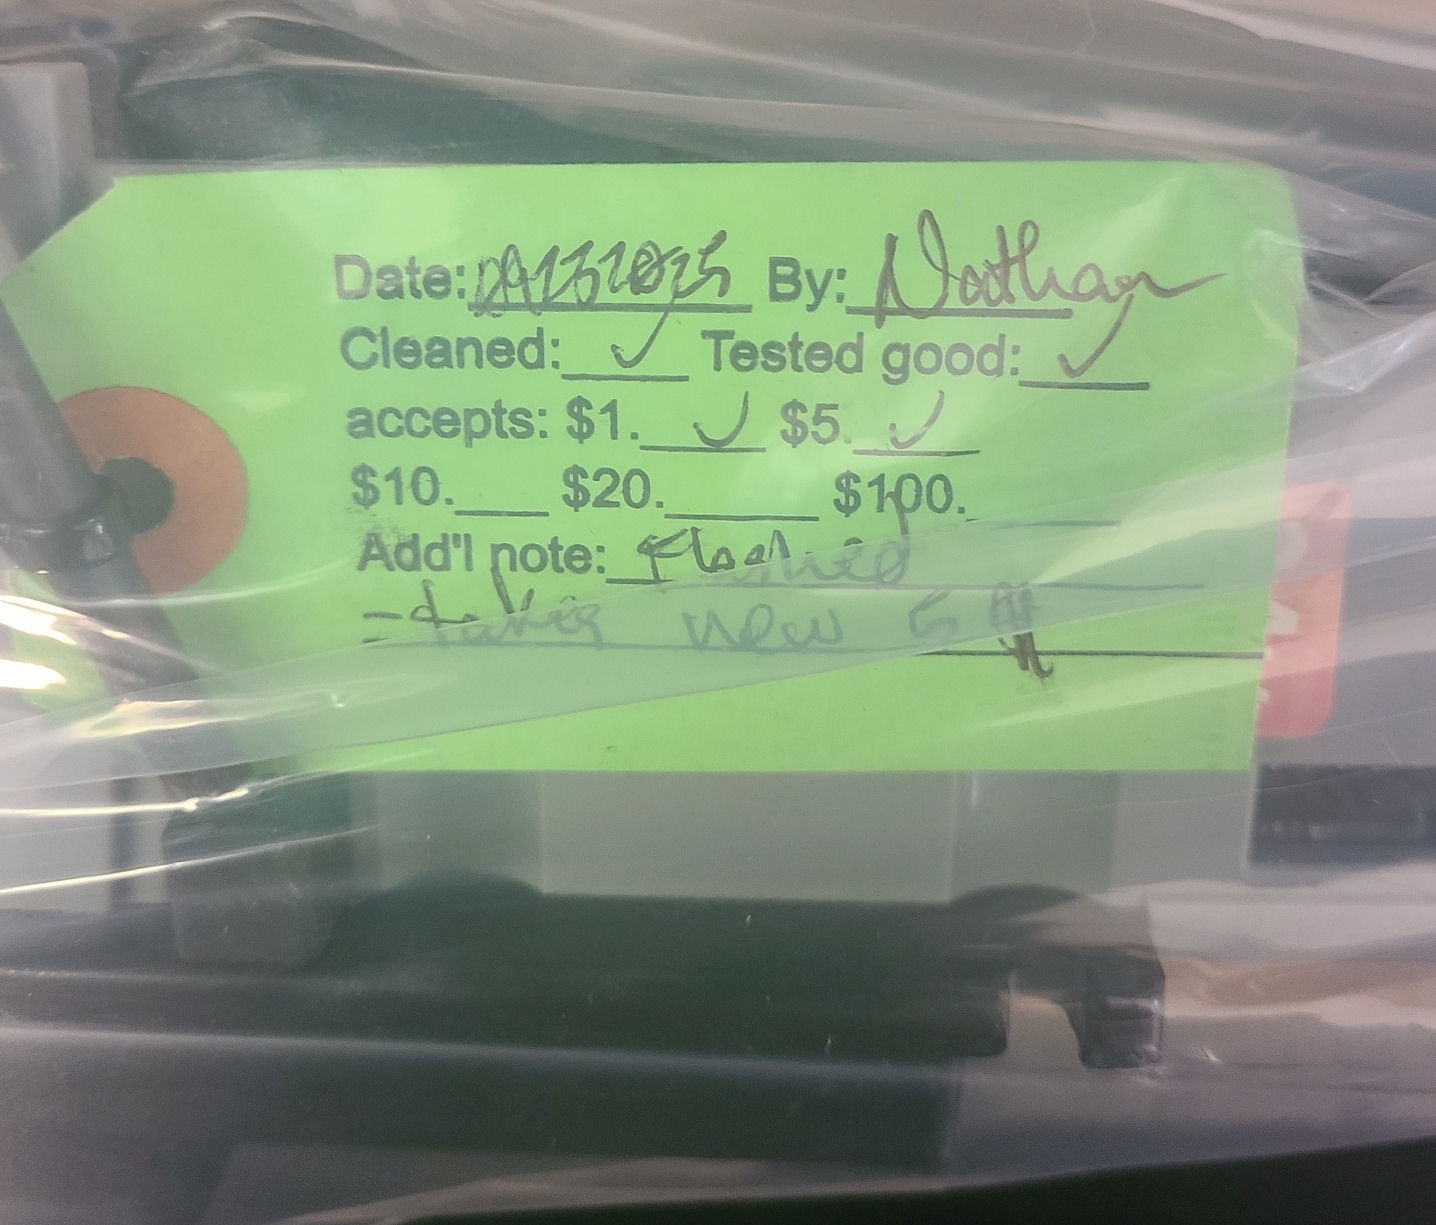 Date: 09232025 By: Nathan
Cleaned: ✓ Tested good: ✓
accepts: $1. ✓ $5. ✓
$10.___ $20.___ $100.___
Add'l note: Flashed
- takes new 5